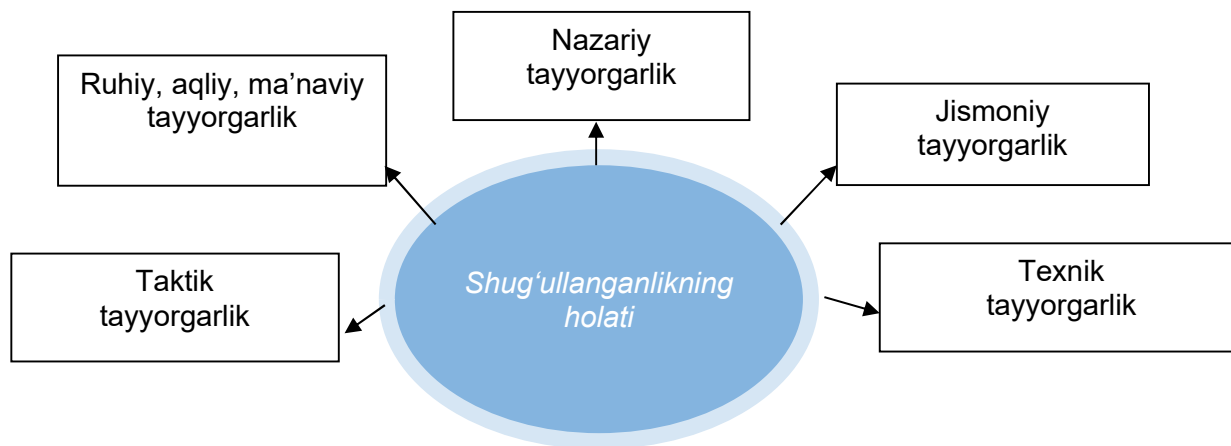 Nazariy
tayyorgarlik
Ruhiy, aqliy, ma’naviy
tayyorgarlik
Jismoniy
tayyorgarlik
Taktik
tayyorgarlik
Shug‘ullanganlikning
holati
Texnik
tayyorgarlik